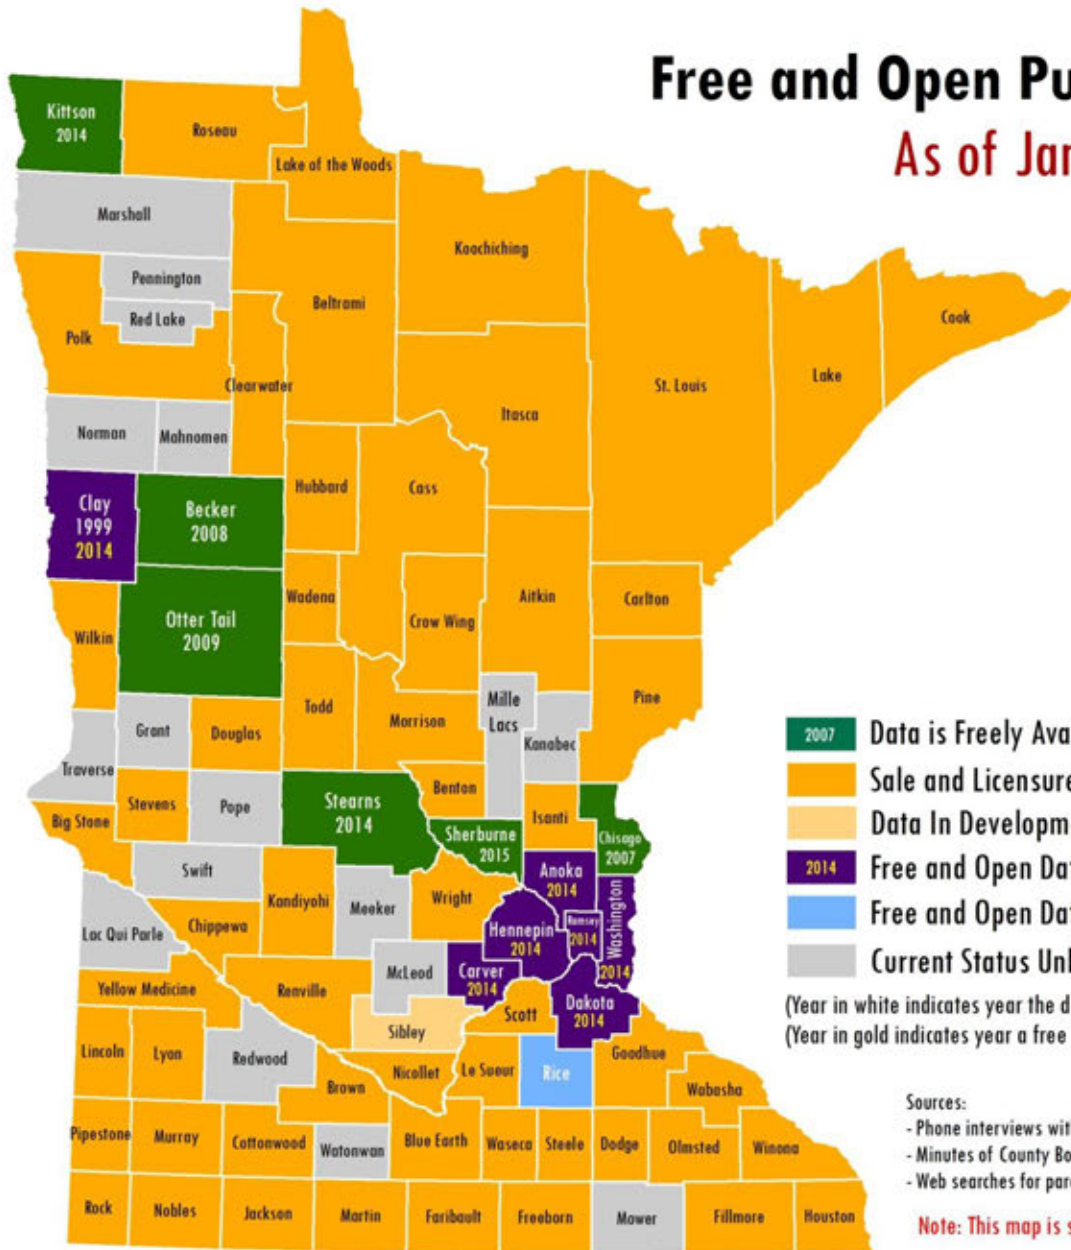 Free and Open Pu
As of Jan
Kittson
2014
Roseau
Lake of the Woods
Marshall
Koochiching
Pennington
Red Lake
Beltrami
Polk
Clearwater
Cook
Lake
St. Louis
Itasca
Norman
Mahnomen
Hubbard
Cass
Clay
1999
2014
Becker
2008
Otter Tail
2009
Wadena
Crow Wing
Aitkin
Carlton
Wilkin
Grant
Douglas
Todd
Morrison
Mille
Lacs
Kanabec
Pine
Traverse
Stevens
Pope
Stearns
2014
Benton
Isanti
Big Stone
Sherburne
2015
Chisago
2007
Swift
Kandiyohi
Meeker
Wright
Anoka
2014
Lac Qui Parle
Chippewa
Hennepin
2014
Ramsey
2014
Washington
2014
McLeod
Carver
2014
Dakota
2014
Yellow Medicine
Renville
Scott
Sibley
Lincoln
Lyon
Redwood
Brown
Nicollet
Le Sueur
Rice
Goodhue
Wabasha
Pipestone
Murray
Cottonwood
Watonwan
Blue Earth
Waseca
Steele
Dodge
Olmsted
Winona
Rock
Nobles
Jackson
Martin
Faribault
Freeborn
Mower
Fillmore
Houston
2007 Data is Freely Ava
Sale and Licensure
Data In Developm
2014 Free and Open Dat
Free and Open Dat
Current Status Unk
(Year in white indicates year the d
(Year in gold indicates year a free
Sources:
- Phone interviews wit
- Minutes of County Bo
- Web searches for par
Note: This map is s